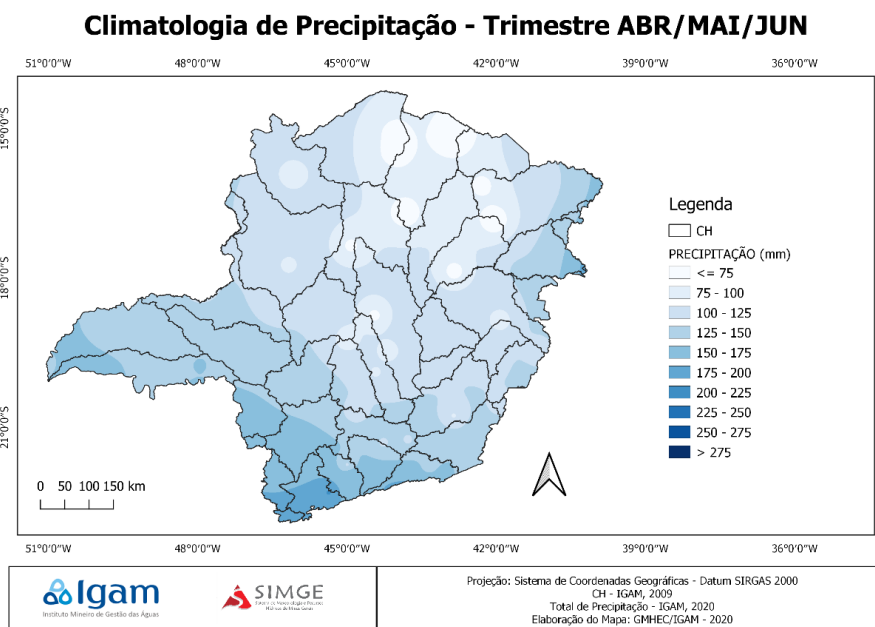 Climatologia de Precipitação - Trimestre ABR/MAI/JUN
51°0'0"W 48°0'0"W 45°0'0"W 42°0'0"W 39°0'0"W 36°0'0"W
15°0'0"S
18°0'0"S
21°0'0"S
Legenda
CH
PRECIPITAÇÃO (mm)
<= 75
75 - 100
100 - 125
125 - 150
150 - 175
175 - 200
200 - 225
225 - 250
250 - 275
> 275
0 50 100 150 km
51°0'0"W 48°0'0"W 45°0'0"W 42°0'0"W 39°0'0"W 36°0'0"W
Igam
Instituto Mineiro de Gestão das Águas
SIMGE
Projeção: Sistema de Coordenadas Geográficas - Datum SIRGAS 2000
CH - IGAM, 2009
Total de Precipitação - IGAM, 2020
Elaboração do Mapa: GMHEC/IGAM - 2020